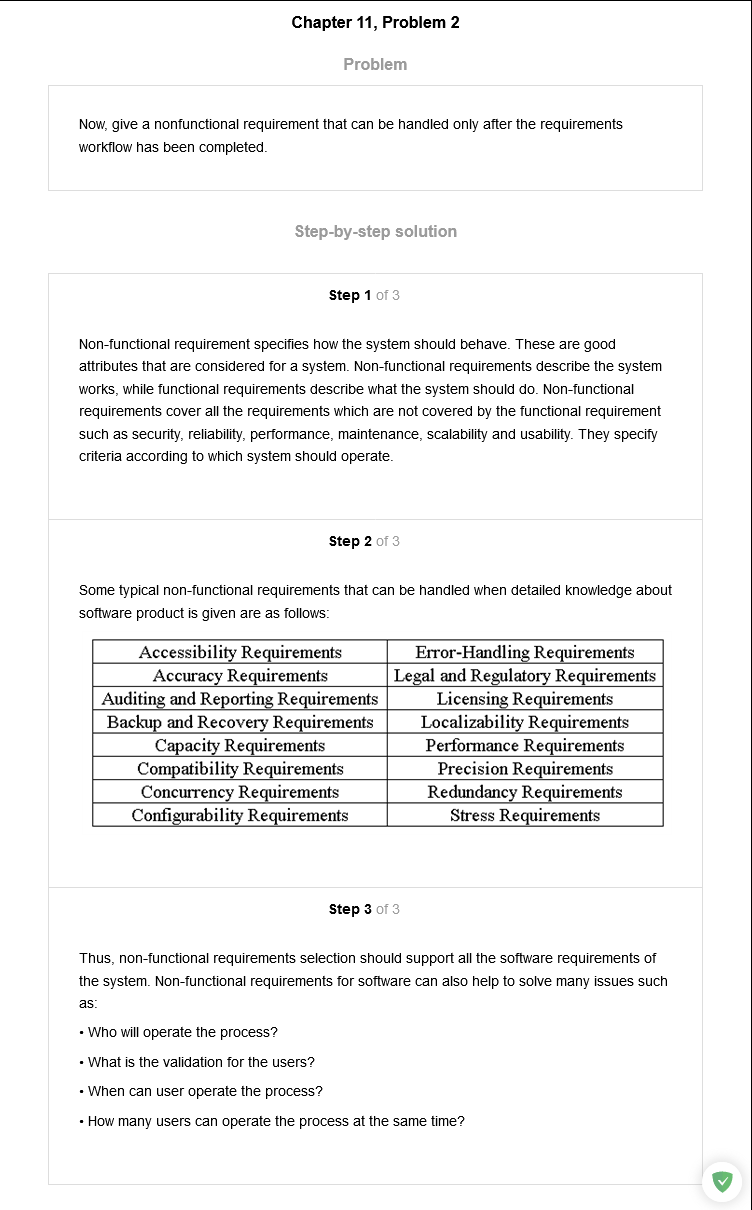 Chapter 11, Problem 2
Problem
Now, give a nonfunctional requirement that can be handled only after the requirements
workflow has been completed.
Step-by-step solution
Step 1 of 3
Non-functional requirement specifies how the system should behave. These are good
attributes that are considered for a system. Non-functional requirements describe the system
works, while functional requirements describe what the system should do. Non-functional
requirements cover all the requirements which are not covered by the functional requirement
such as security, reliability, performance, maintenance, scalability and usability. They specify
criteria according to which system should operate.
Step 2 of 3
Some typical non-functional requirements that can be handled when detailed knowledge about
software product is given are as follows:
Accessibility Requirements Error-Handling Requirements
Accuracy Requirements Legal and Regulatory Requirements
Auditing and Reporting Requirements Licensing Requirements
Backup and Recovery Requirements Localizability Requirements
Capacity Requirements Performance Requirements
Compatibility Requirements Precision Requirements
Concurrency Requirements Redundancy Requirements
Configurability Requirements Stress Requirements
Step 3 of 3
Thus, non-functional requirements selection should support all the software requirements of
the system. Non-functional requirements for software can also help to solve many issues such
as:
• Who will operate the process?
• What is the validation for the users?
• When can user operate the process?
• How many users can operate the process at the same time?